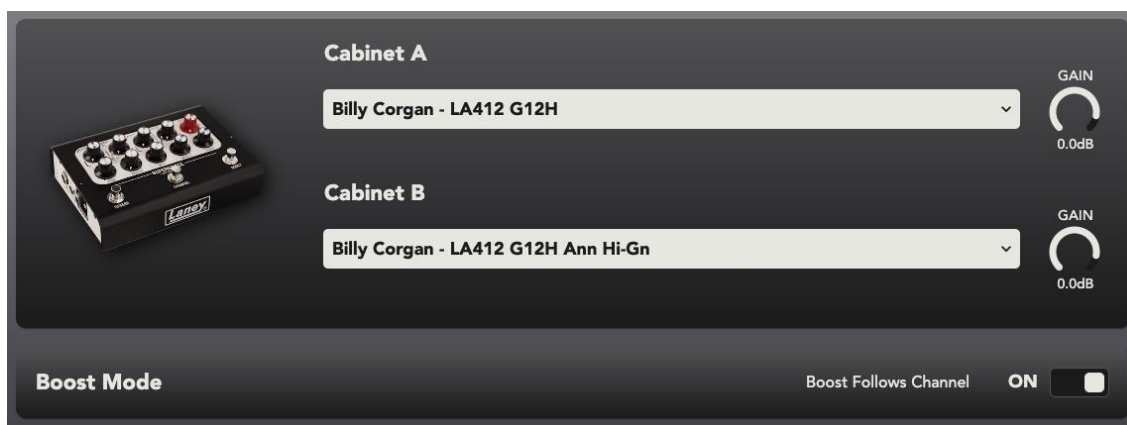 Cabinet A
GAIN
Billy Corgan - LA412 G12H
0.0dB
Cabinet B
GAIN
Billy Corgan - LA412 G12H Ann Hi-Gn
0.0dB
Laney
Boost Mode
Boost Follows Channel
ON